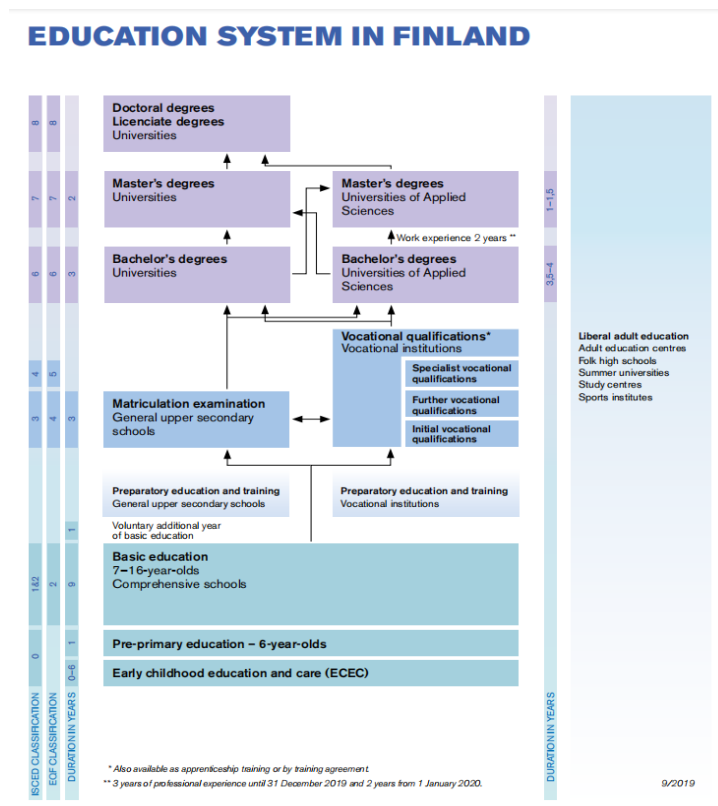 EDUCATION SYSTEM IN FINLAND
8
8
Doctoral degrees
Licenciate degrees
Universities
7
7
2
Master's degrees
Universities
Master's degrees
Universities of Applied
Sciences
1–1,5
Work experience 2 years **
6
6
3
Bachelor's degrees
Universities
Bachelor's degrees
Universities of Applied
Sciences
3,5–4
Vocational qualifications*
Vocational institutions
4
5
Specialist vocational
qualifications
3
4
3
Matriculation examination
General upper secondary
schools
Further vocational
qualifications
Initial vocational
qualifications
Preparatory education and training
General upper secondary schools
Preparatory education and training
Vocational institutions
1
Voluntary additional year
of basic education
1&2
2
9
Basic education
7–16-year-olds
Comprehensive schools
0
1
Pre-primary education – 6-year-olds
0–6
Early childhood education and care (ECEC)
ISCED CLASSIFICATION
EQF CLASSIFICATION
DURATION IN YEARS
DURATION IN YEARS
Liberal adult education
Adult education centres
Folk high schools
Summer universities
Study centres
Sports institutes
* Also available as apprenticeship training or by training agreement.
** 3 years of professional experience until 31 December 2019 and 2 years from 1 January 2020.
9/2019